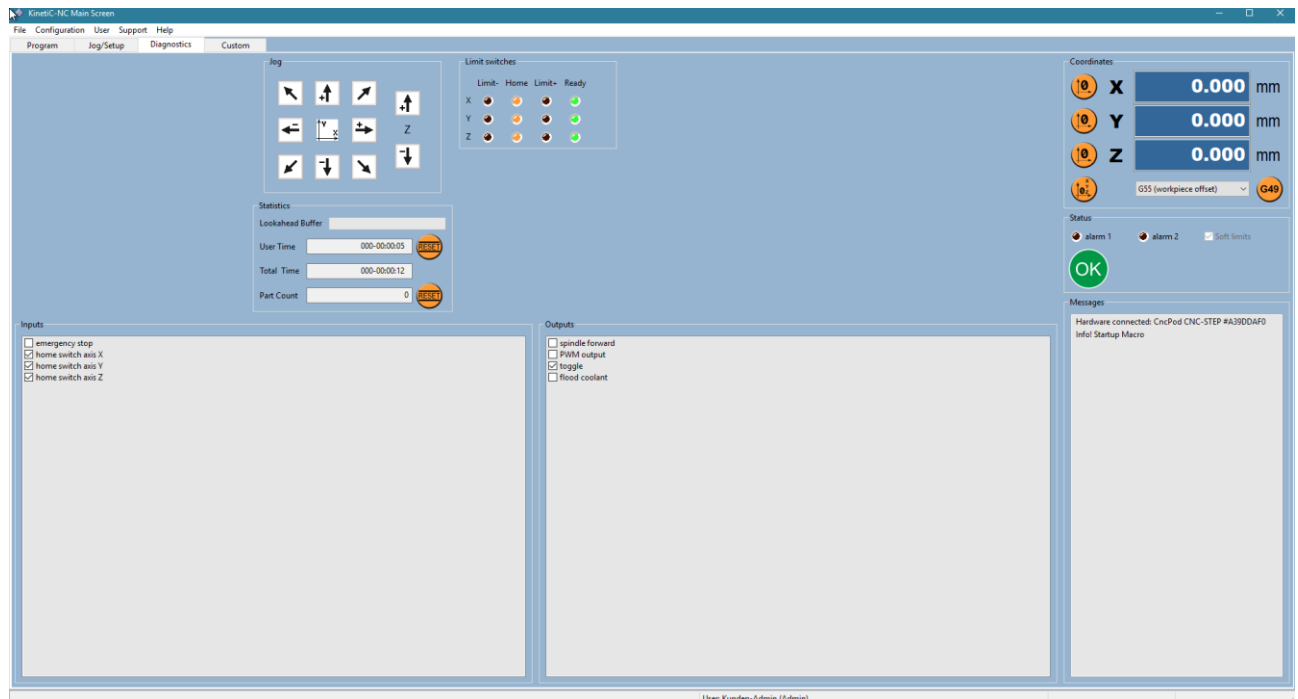 KinetiC-NC Main Screen
File Configuration User Support Help
Program Jog/Setup Diagnostics Custom
Jog
Y
X
Z
Limit switches
Limit- Home Limit+ Ready
X
Y
Z
Statistics
Lookahead Buffer
User Time 000-00:00:05 RESET
Total Time 000-00:00:12
Part Count 0 RESET
Coordinates
X 0.000 mm
Y 0.000 mm
Z 0.000 mm
G55 (workpiece offset) G49
Status
alarm 1 alarm 2 Soft limits
OK
Messages
Hardware connected: CncPod CNC-STEP #A39DDAF0
Info! Startup Macro
Inputs
emergency stop
home switch axis X
home switch axis Y
home switch axis Z
Outputs
spindle forward
PWM output
toggle
flood coolant
User: Kunden-Admin (Admin)